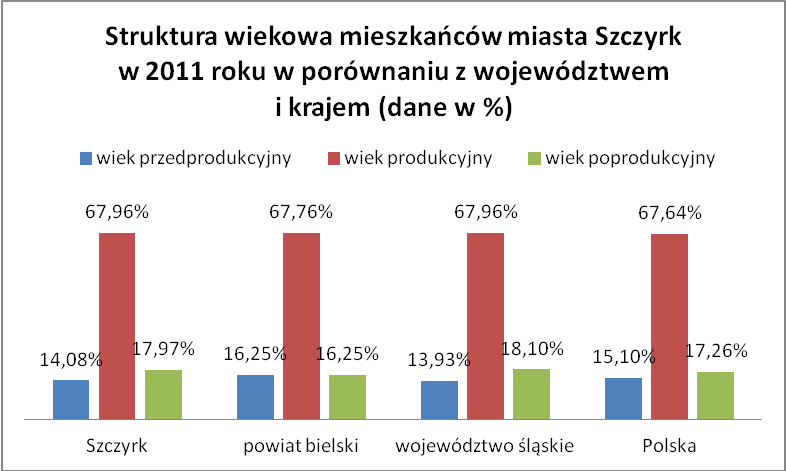 Struktura wiekowa mieszkańców miasta Szczyrk
w 2011 roku w porównaniu z województwem
i krajem (dane w %)
wiek przedprodukcyjny wiek produkcyjny wiek poprodukcyjny
67,96% 67,76% 67,96% 67,64%
14,08% 17,97% 16,25% 16,25% 13,93% 18,10% 15,10% 17,26%
Szczyrk powiat bielski województwo śląskie Polska